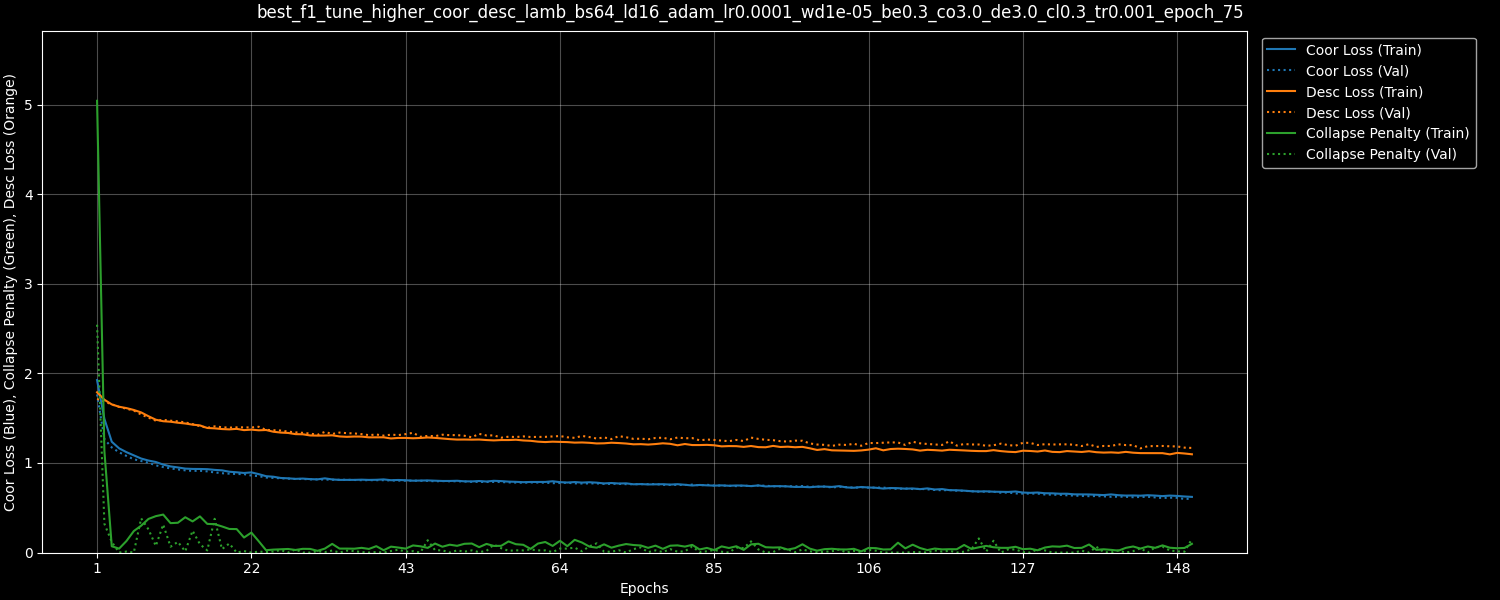 best_f1_tune_higher_coor_desc_lamb_bs64_ld16_adam_lr0.0001_wd1e-05_be0.3_co3.0_de3.0_cl0.3_tr0.001_epoch_75
Coor Loss (Blue), Collapse Penalty (Green), Desc Loss (Orange)
5
4
3
2
1
0
1 22 43 64 85 106 127 148
Epochs
Coor Loss (Train)
Coor Loss (Val)
Desc Loss (Train)
Desc Loss (Val)
Collapse Penalty (Train)
Collapse Penalty (Val)